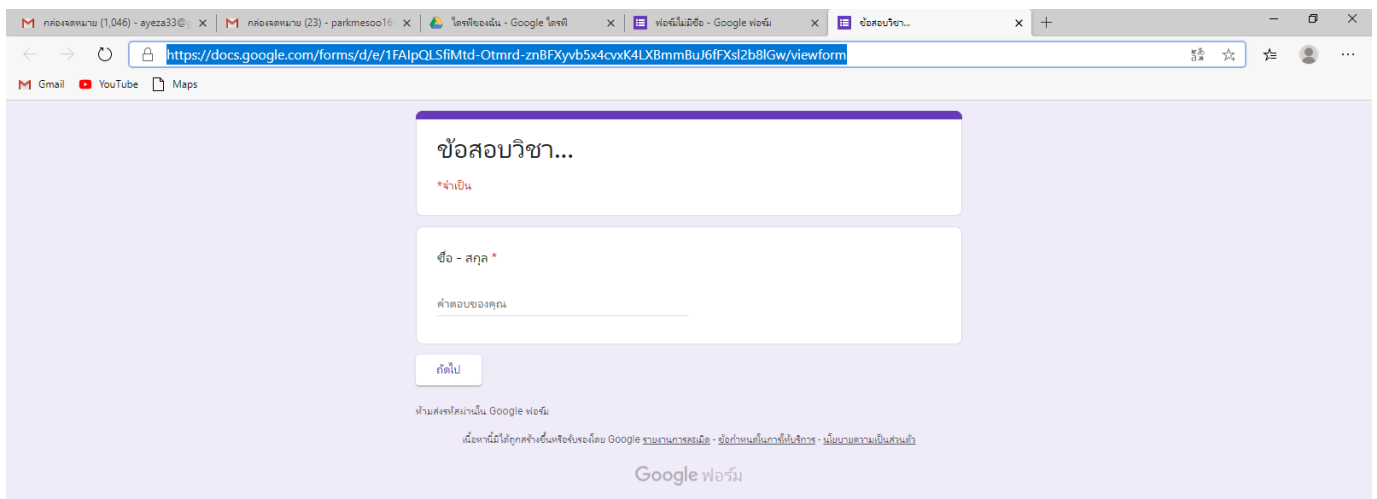 กล่องจดหมาย (1,046) - ayeza33@g
กล่องจดหมาย (23) - parkmesoo16
ไดรฟ์ของฉัน - Google ไดรฟ์
ฟอร์มไม่มีชื่อ - Google ฟอร์ม
ข้อสอบวิชา...
https://docs.google.com/forms/d/e/1FAIpQLSfiMtd-Otmrd-znBFXyvb5x4cvxK4LXBmmBuJ6fFXsl2b8lGw/viewform
Gmail YouTube Maps
ข้อสอบวิชา...
*จำเป็น
ชื่อ - สกุล *
คำตอบของคุณ
ถัดไป
ห้ามส่งรหัสผ่านใน Google ฟอร์ม
เนื้อหานี้มิได้ถูกสร้างขึ้นหรือรับรองโดย Google รายงานการละเมิด - ข้อกำหนดในการให้บริการ - นโยบายความเป็นส่วนตัว
Google ฟอร์ม